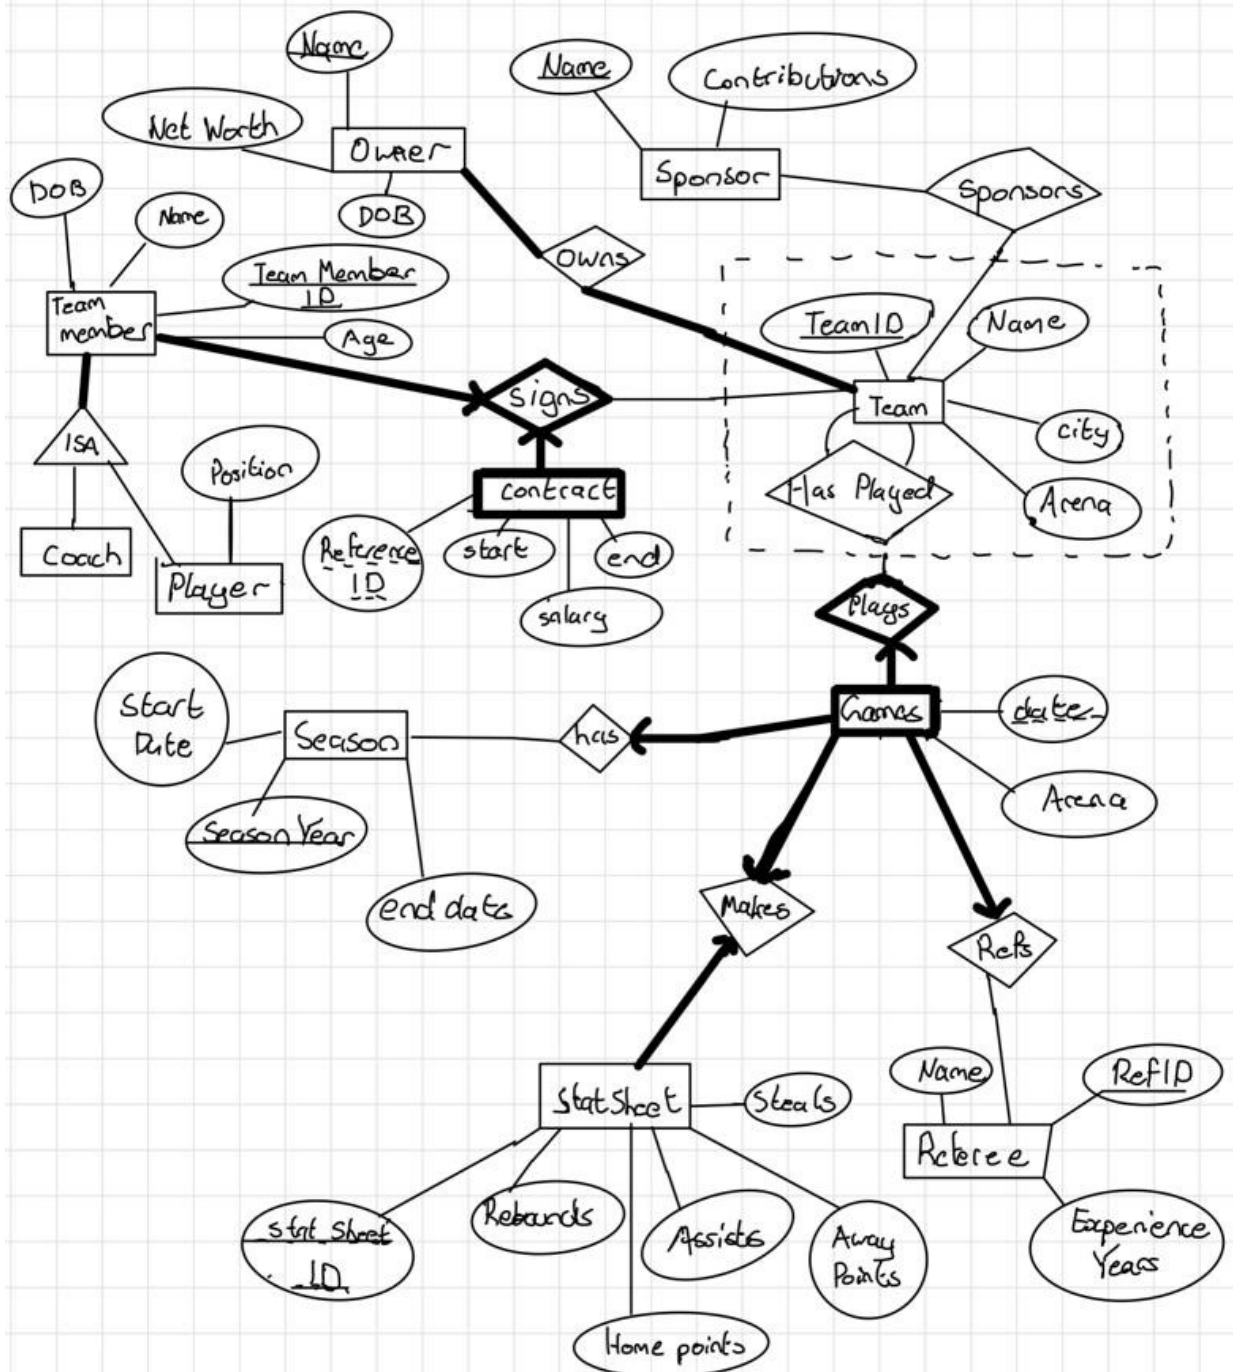 Name
Name
Contributions
Net Worth
Owner
Sponsor
DOB
Name
DOB
Sponsors
Owns
Team Member
ID
Team
member
Age
TeamID
Name
Signs
Team
city
ISA
Position
contract
Has Played
Arena
Coach
Player
Reference
ID
start
end
salary
Plays
Start
Date
Season
has
Games
date
Arena
Season Year
end date
Makes
Refs
StatSheet
Steals
Name
RefID
Referee
Stat Sheet
ID
Rebounds
Assists
Away
Points
Experience
Years
Home points